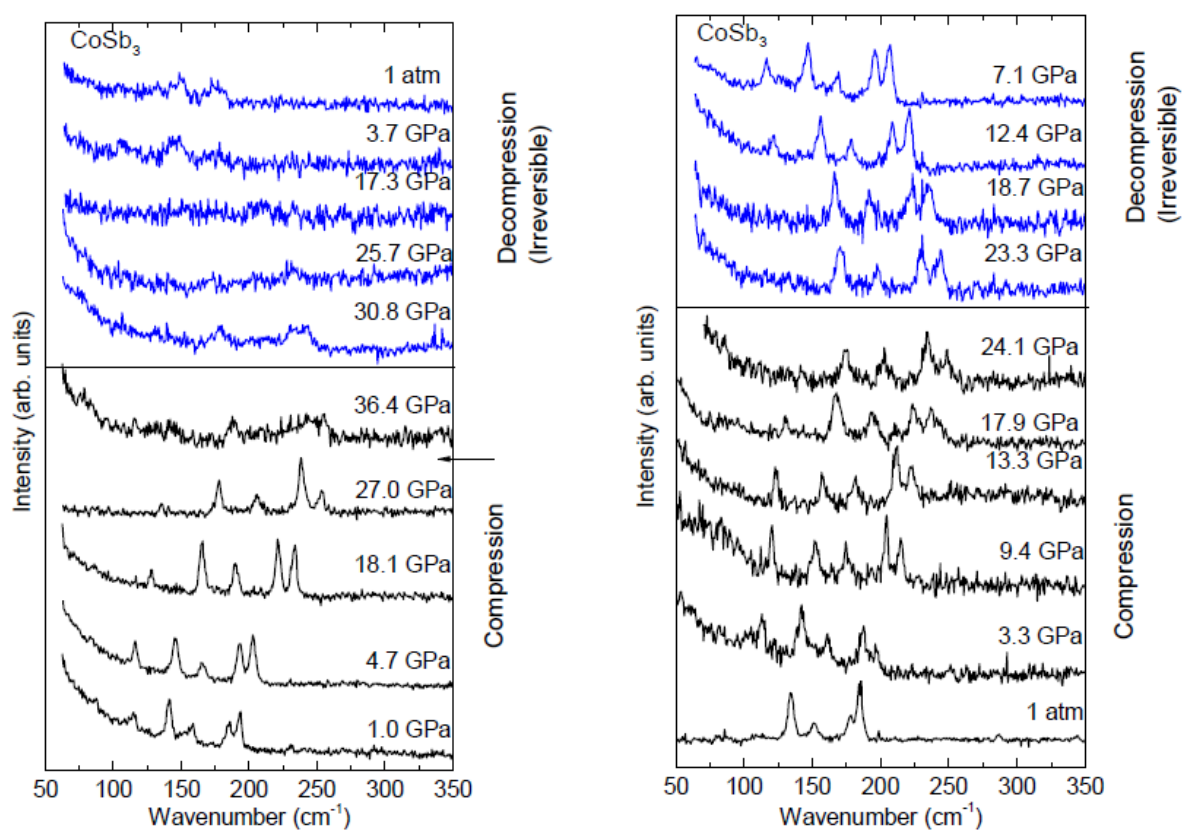 CoSb3
1 atm
3.7 GPa
17.3 GPa
25.7 GPa
30.8 GPa
Decompression
(Irreversible)
36.4 GPa
27.0 GPa
18.1 GPa
4.7 GPa
1.0 GPa
Compression
Intensity (arb. units)
50 100 150 200 250 300 350
Wavenumber (cm-1)
CoSb3
7.1 GPa
12.4 GPa
18.7 GPa
23.3 GPa
Decompression
(Irreversible)
24.1 GPa
17.9 GPa
13.3 GPa
9.4 GPa
3.3 GPa
1 atm
Compression
Intensity (arb. units)
50 100 150 200 250 300 350
Wavenumber (cm-1)